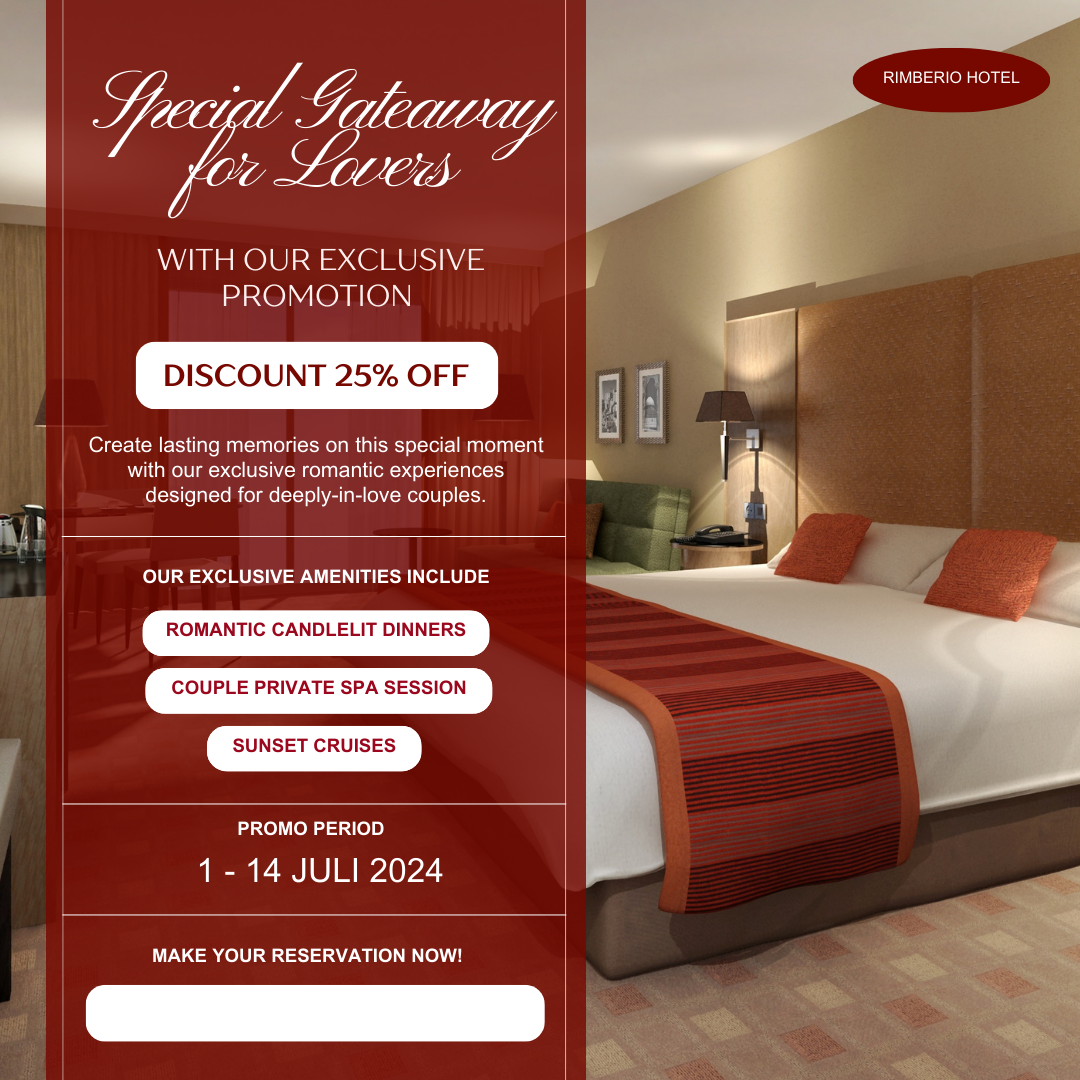 Special Gateaway
for Lovers
RIMBERIO HOTEL
WITH OUR EXCLUSIVE
PROMOTION
DISCOUNT 25% OFF
Create lasting memories on this special moment
with our exclusive romantic experiences
designed for deeply-in-love couples.
OUR EXCLUSIVE AMENITIES INCLUDE
ROMANTIC CANDLELIT DINNERS
COUPLE PRIVATE SPA SESSION
SUNSET CRUISES
PROMO PERIOD
1 - 14 JULI 2024
MAKE YOUR RESERVATION NOW!